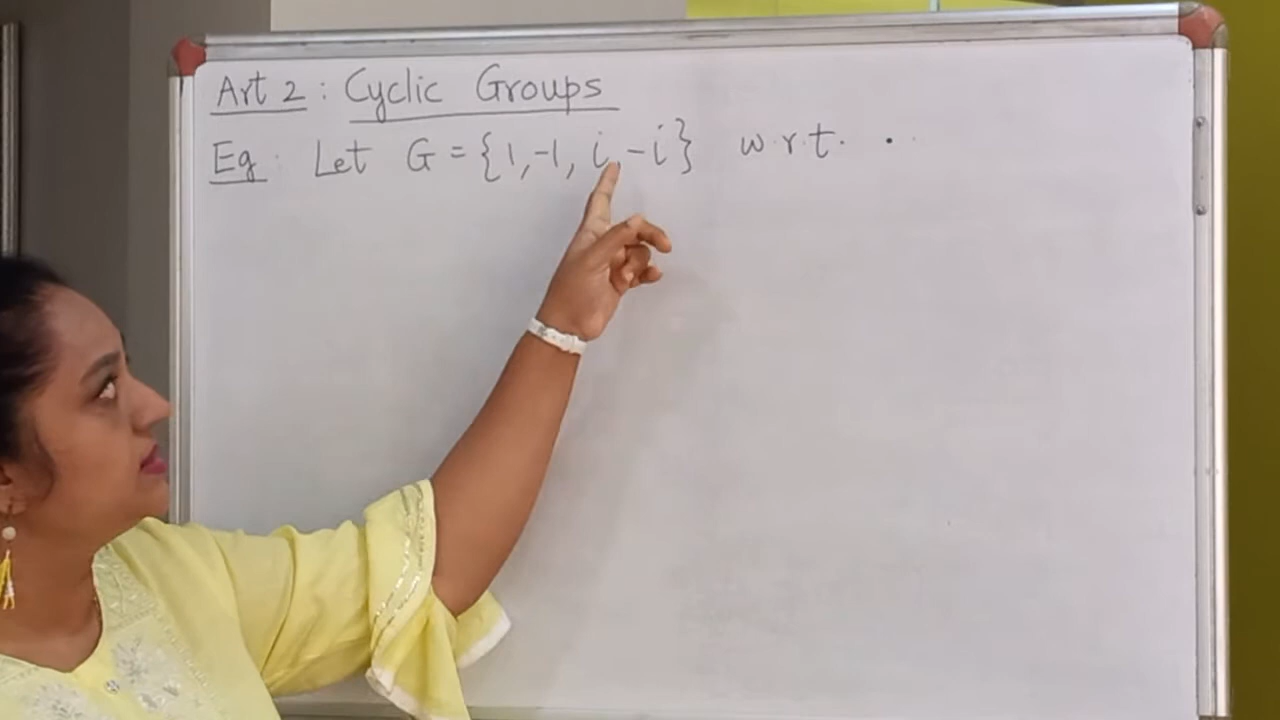 Art 2 : Cyclic Groups
Eg : Let G = {1, -1, i, -i} w.r.t. .